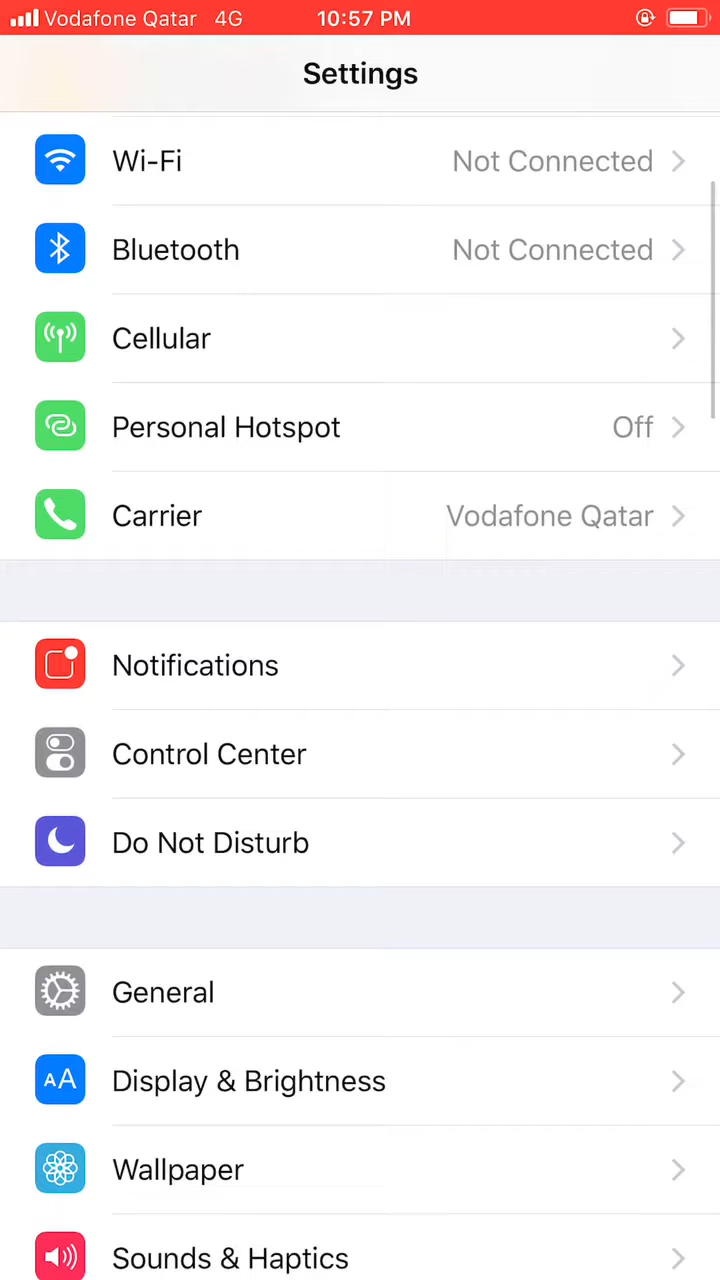 Vodafone Qatar 4G 10:57 PM
Settings
Wi-Fi Not Connected
Bluetooth Not Connected
Cellular
Personal Hotspot Off
Carrier Vodafone Qatar
Notifications
Control Center
Do Not Disturb
General
AA Display & Brightness
Wallpaper
Sounds & Haptics